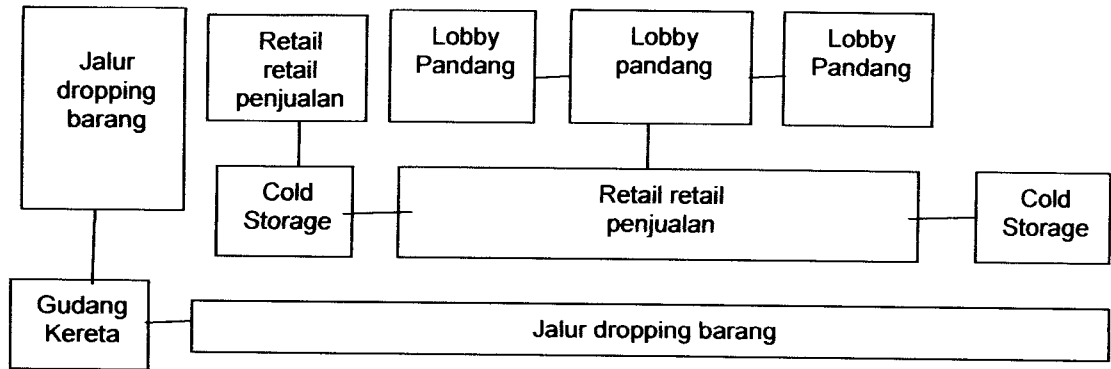 Jalur
dropping
barang
Retail
retail
penjualan
Lobby
Pandang
Lobby
pandang
Lobby
Pandang
Cold
Storage
Retail retail
penjualan
Cold
Storage
Gudang
Kereta
Jalur dropping barang